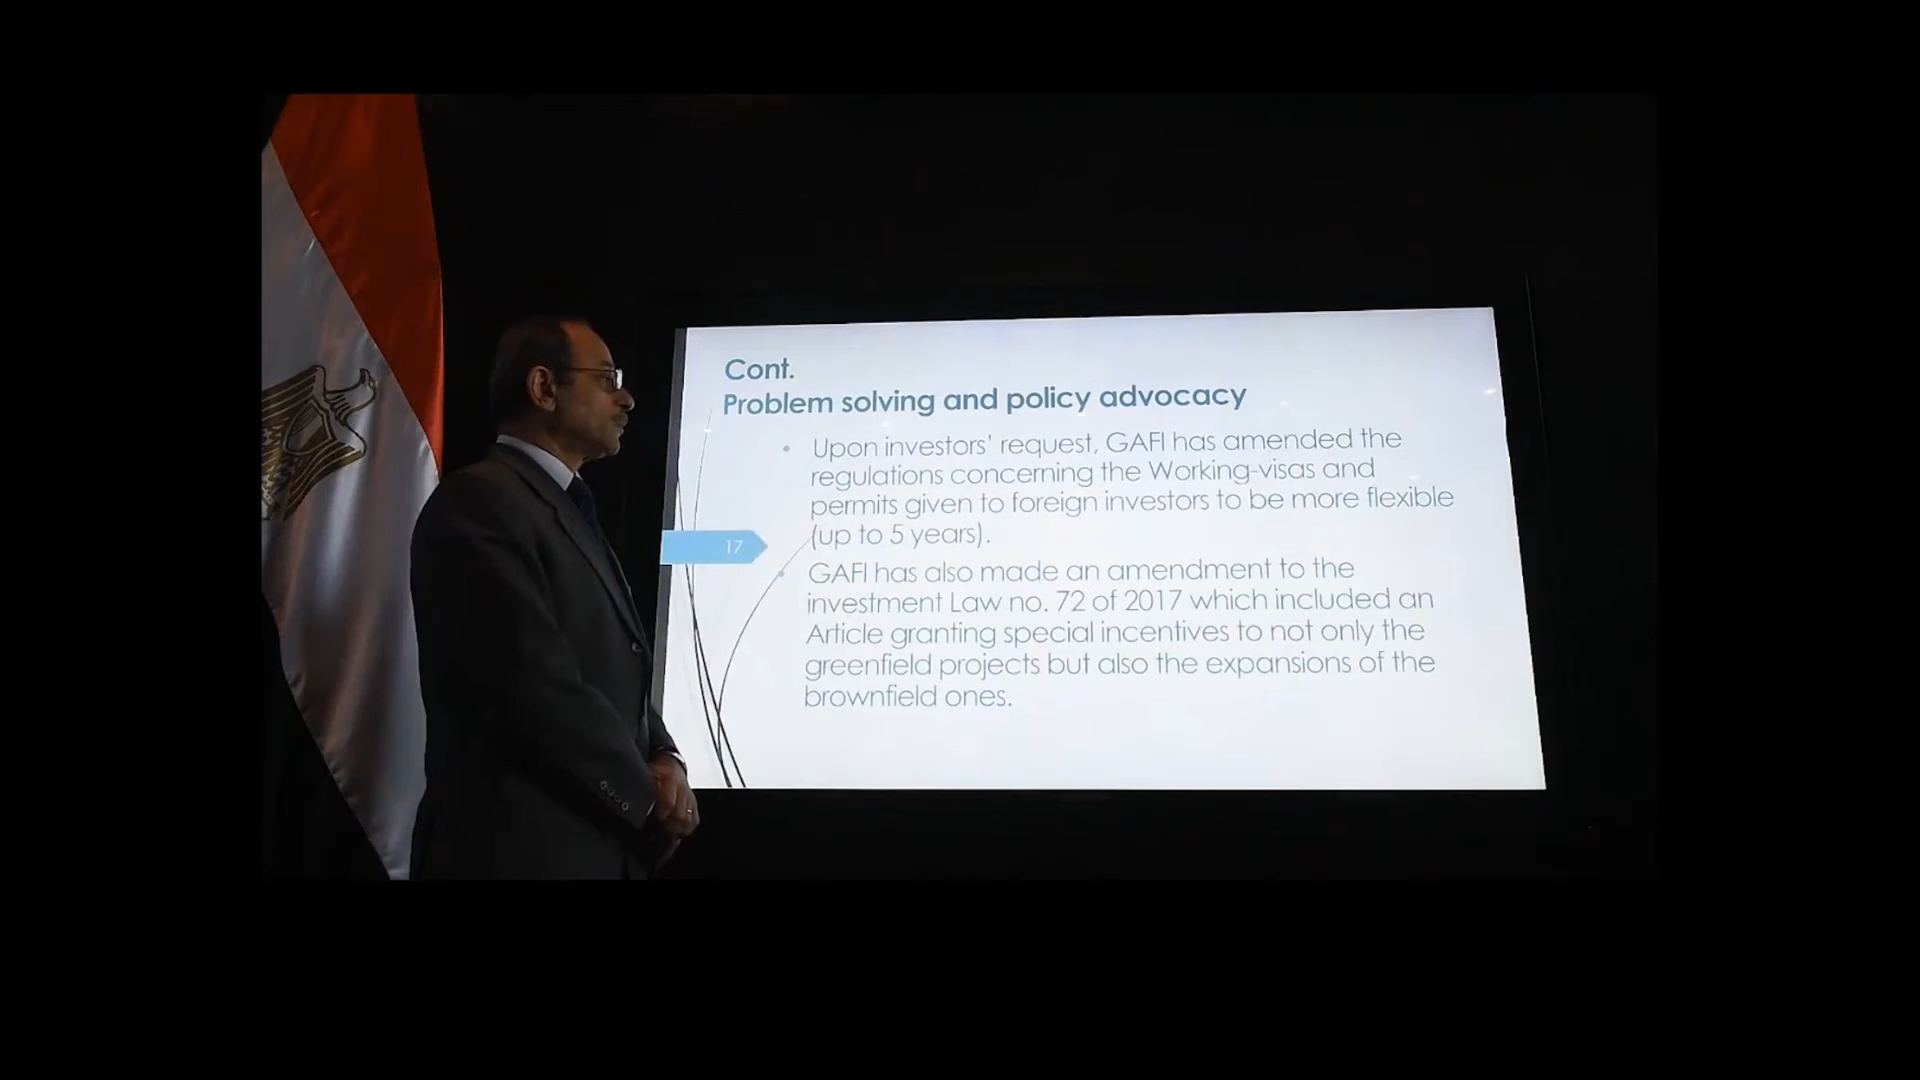 Cont.
Problem solving and policy advocacy
• Upon investors' request, GAFI has amended the
regulations concerning the Working-visas and
permits given to foreign investors to be more flexible
(up to 5 years).
17
• GAFI has also made an amendment to the
investment Law no. 72 of 2017 which included an
Article granting special incentives to not only the
greenfield projects but also the expansions of the
brownfield ones.